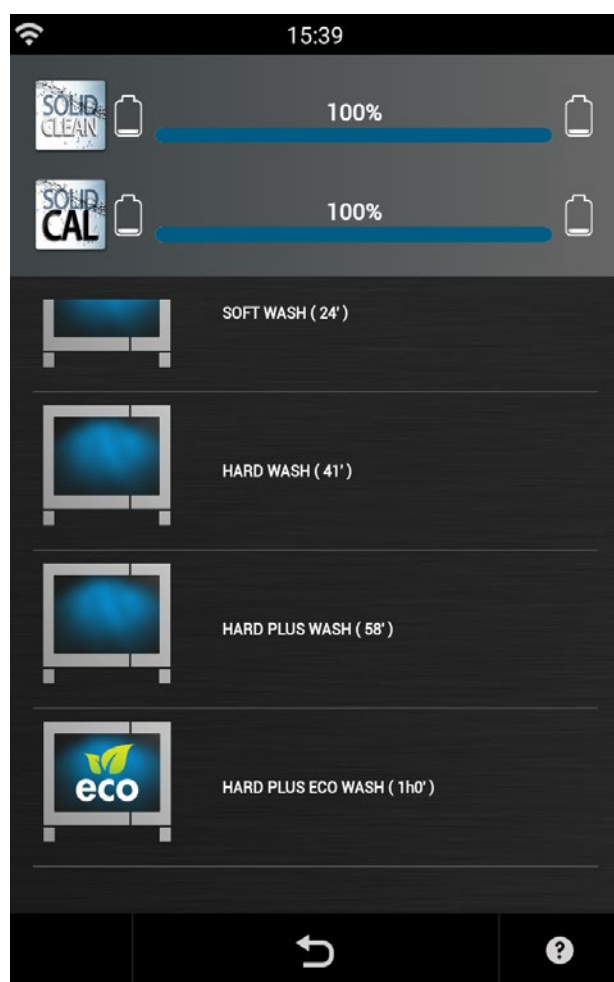 15:39
SOLID
CLEAN
100%
SOLID
CAL
100%
SOFT WASH ( 24' )
HARD WASH ( 41' )
HARD PLUS WASH ( 58' )
eco
HARD PLUS ECO WASH ( 1h0' )
?